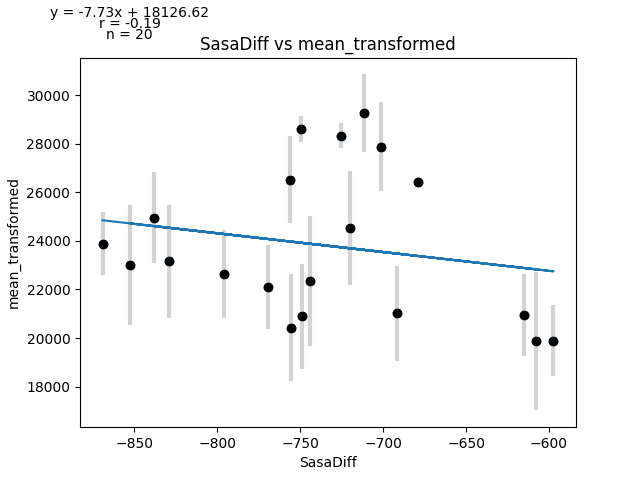 y = -7.73x + 18126.62
r = -0.19
n = 20
SasaDiff vs mean_transformed
30000
28000
26000
24000
22000
20000
18000
mean_transformed
−850
−800
−750
−700
−650
−600
SasaDiff